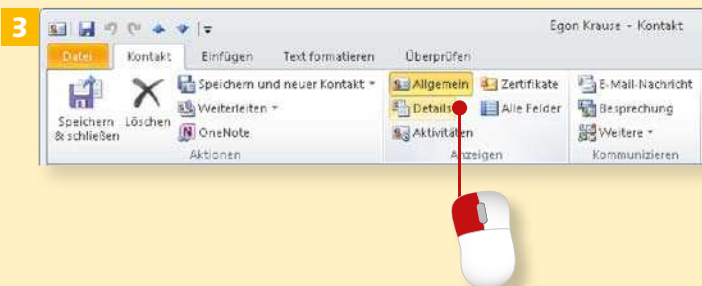 3
Egon Krause - Kontakt
Datei Kontakt Einfügen Text formatieren Überprüfen
Speichern & schließen
Löschen
Speichern und neuer Kontakt
Weiterleiten
OneNote
Aktionen
Allgemein
Details
Aktivitäten
Zertifikate
Alle Felder
Anzeigen
E-Mail-Nachricht
Besprechung
Weitere
Kommunizieren